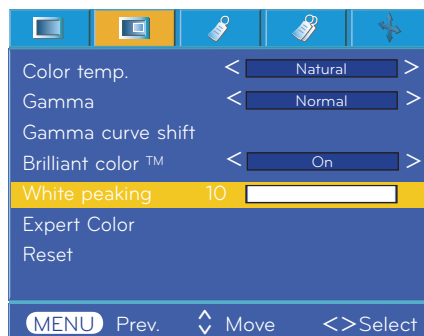 Color temp. < Natural >
Gamma < Normal >
Gamma curve shift
Brilliant color ™ < On >
White peaking 10
Expert Color
Reset
MENU Prev. Move <>Select